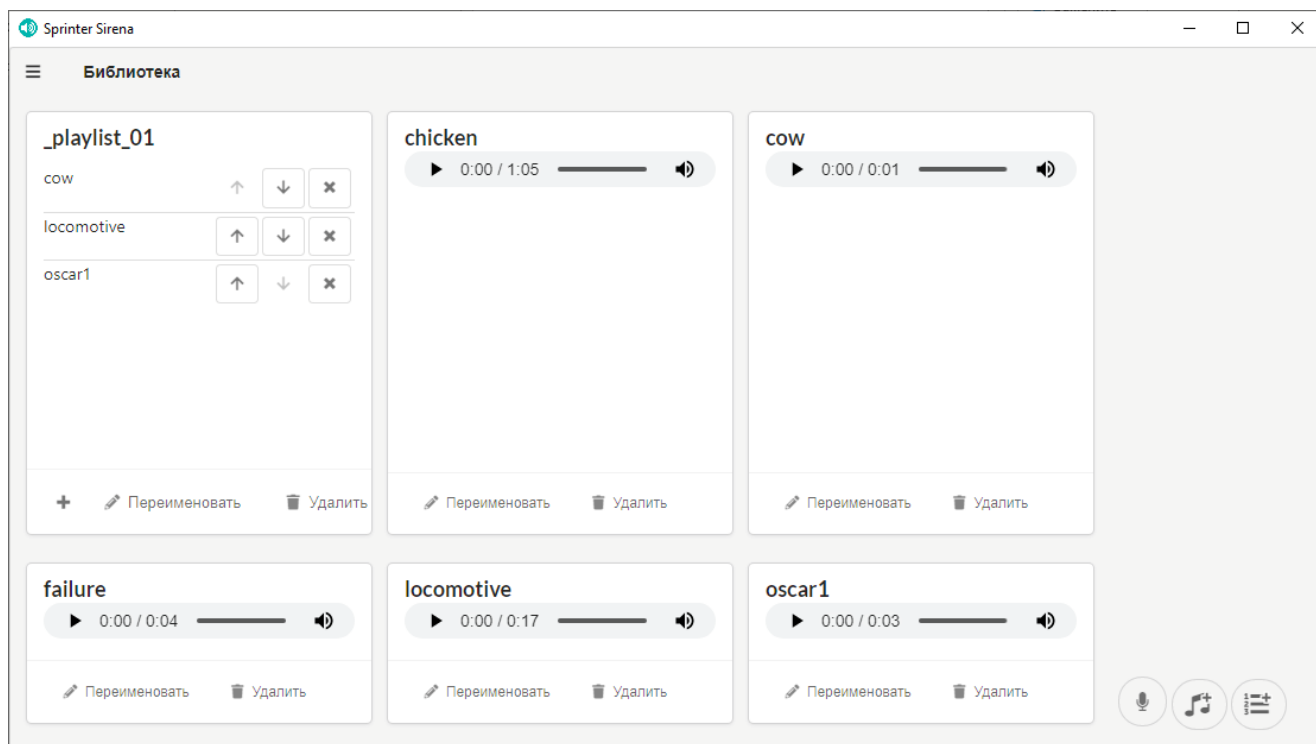 Sprinter Sirena
Библиотека
_playlist_01
cow
locomotive
oscar1
Переименовать
Удалить
chicken
0:00 / 1:05
Переименовать
Удалить
cow
0:00 / 0:01
Переименовать
Удалить
failure
0:00 / 0:04
Переименовать
Удалить
locomotive
0:00 / 0:17
Переименовать
Удалить
oscar1
0:00 / 0:03
Переименовать
Удалить